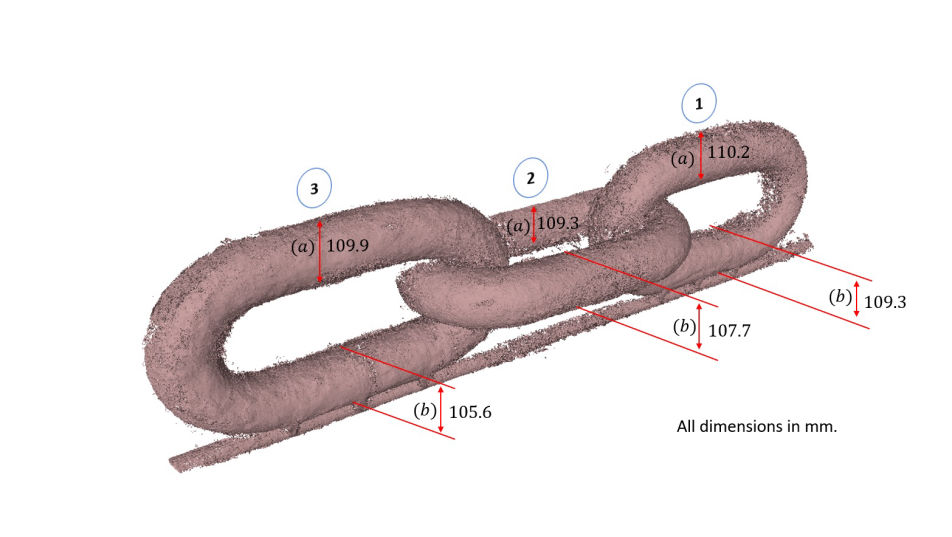 1
(a) 110.2
2
(a) 109.3
3
(a) 109.9
(b) 109.3
(b) 107.7
(b) 105.6
All dimensions in mm.